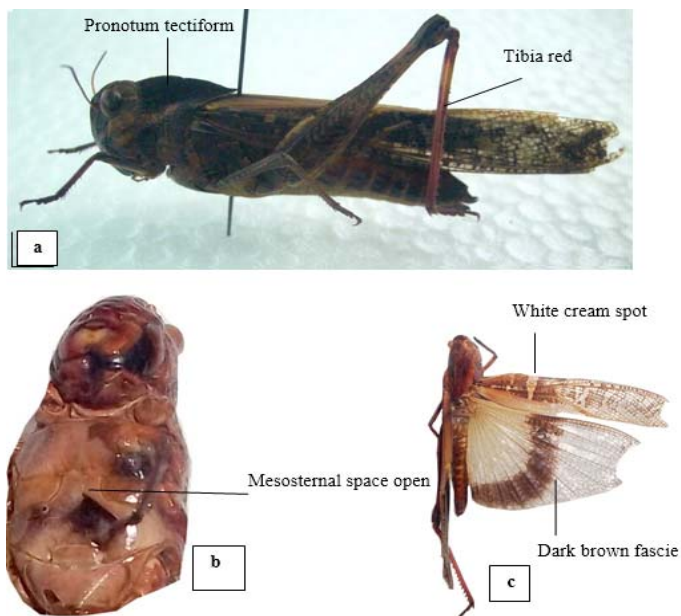 Pronotum tectiform
Tibia red
a
White cream spot
Mesosternal space open
Dark brown fascie
b
c